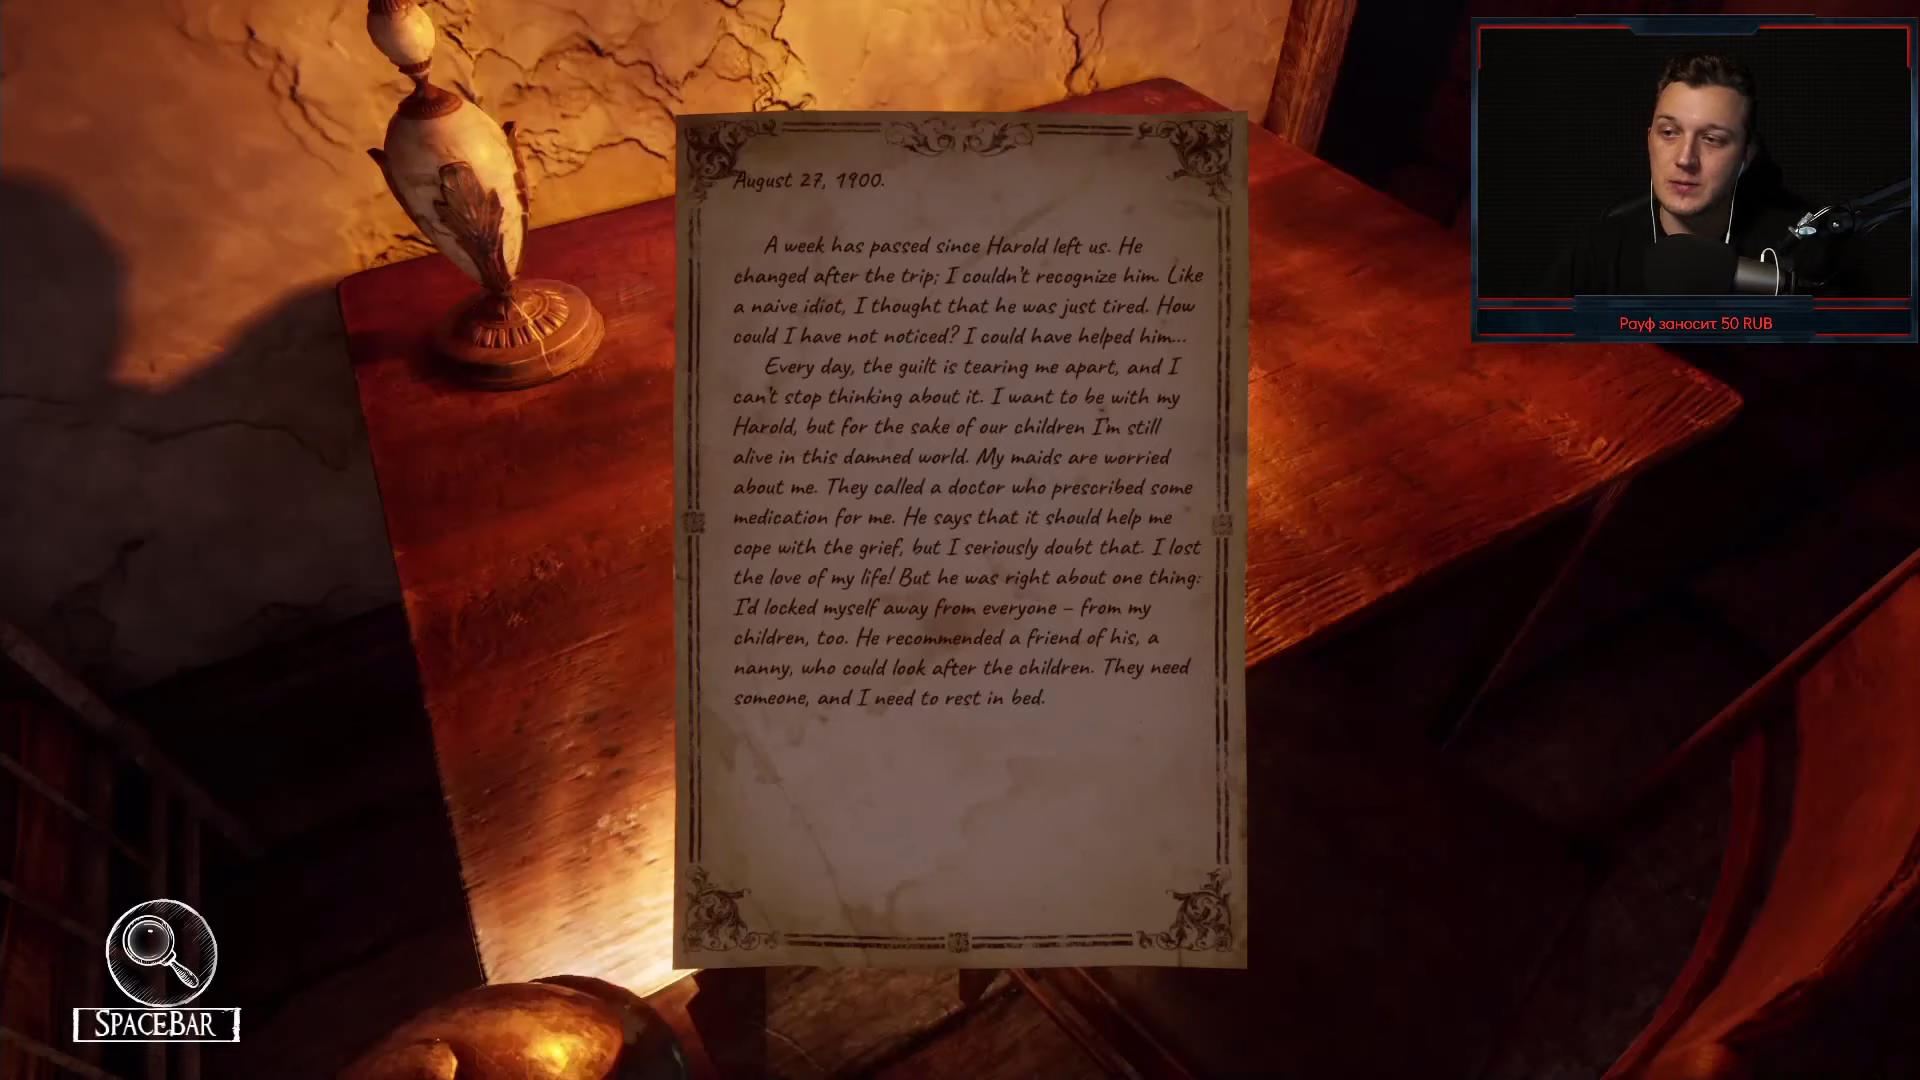 August 27, 1900.
A week has passed since Harold left us. He
changed after the trip; I couldn't recognize him. Like
a naive idiot, I thought that he was just tired. How
could I have not noticed? I could have helped him...
Every day, the guilt is tearing me apart, and I
can't stop thinking about it. I want to be with my
Harold, but for the sake of our children I'm still
alive in this damned world. My maids are worried
about me. They called a doctor who prescribed some
medication for me. He says that it should help me
cope with the grief, but I seriously doubt that. I lost
the love of my life! But he was right about one thing:
I'd locked myself away from everyone – from my
children, too. He recommended a friend of his, a
nanny, who could look after the children. They need
someone, and I need to rest in bed.
Рауф заносит 50 RUB
SPACEBAR